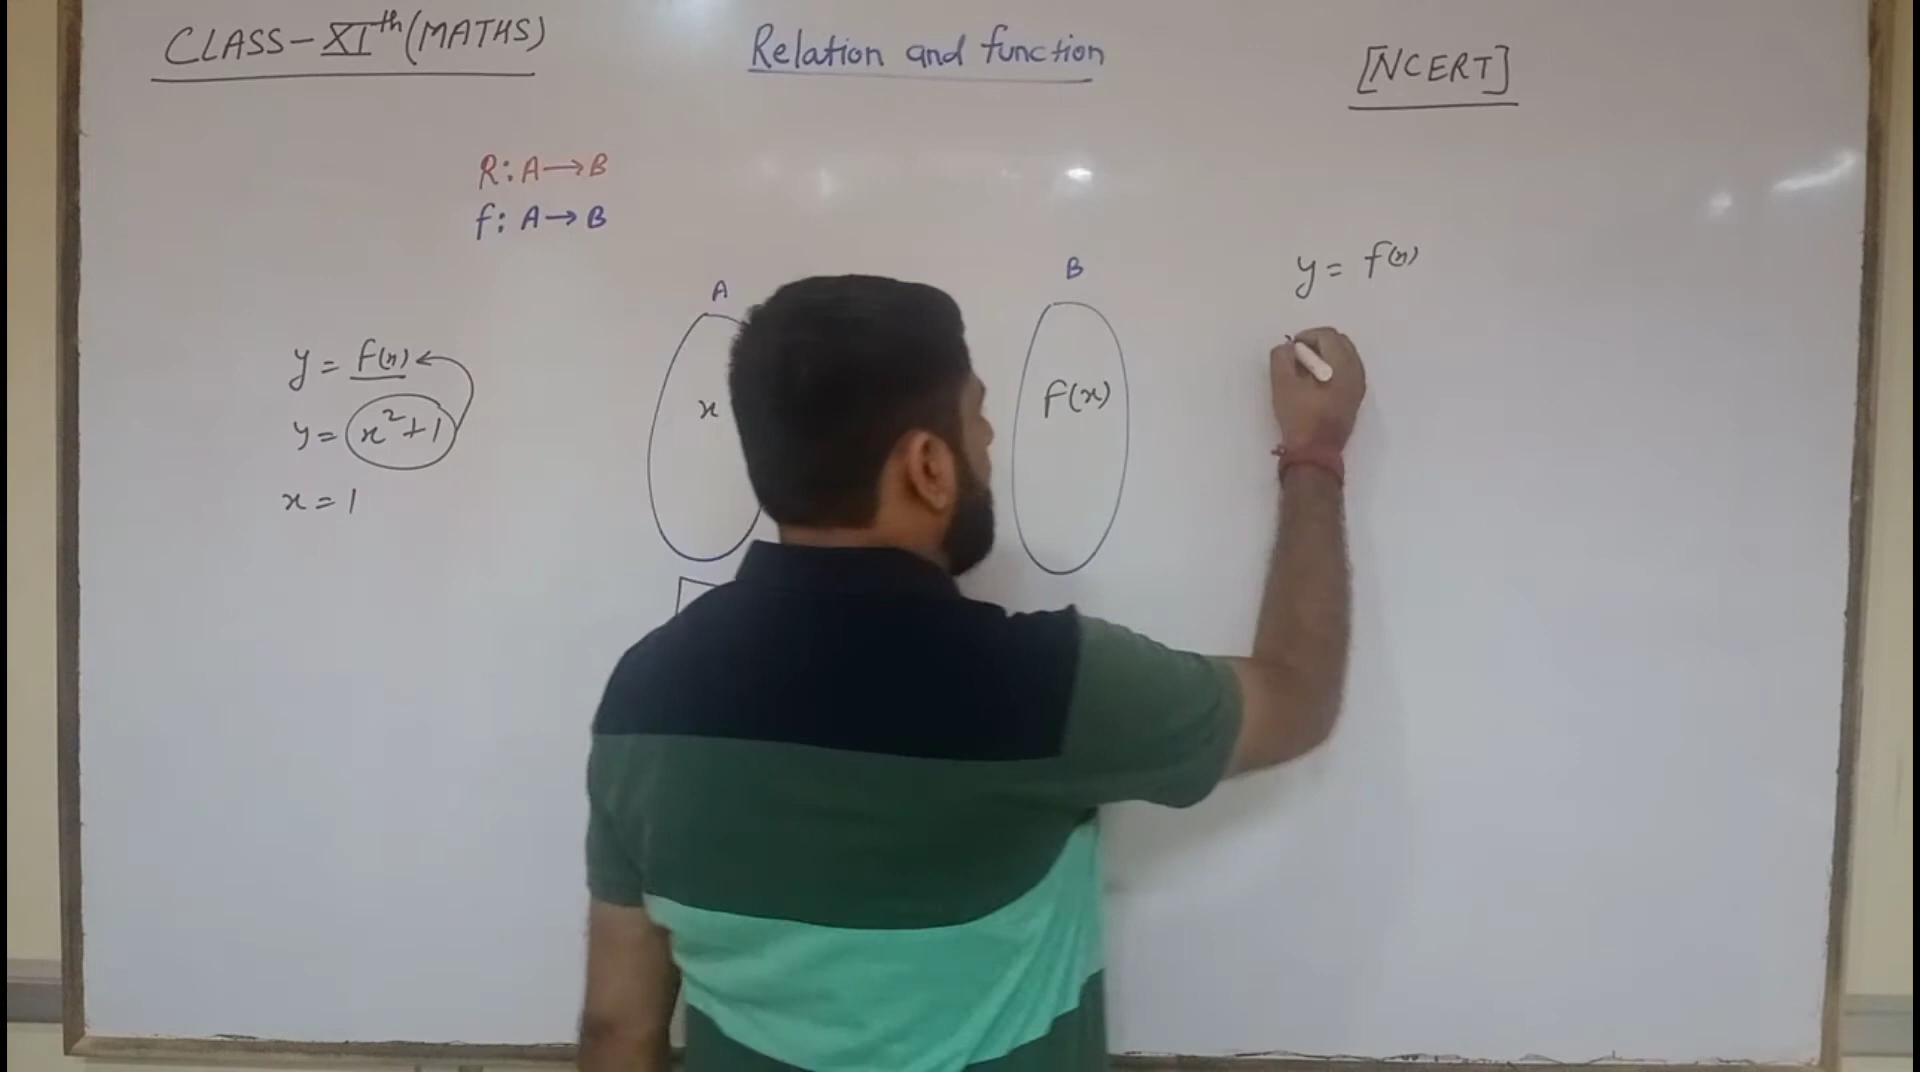 CLASS-XIth (MATHS)
Relation and function
[NCERT]
R: A→B
f: A→B
y = f(x)
y = x²+1
x = 1
A
x
B
f(x)
y = f(x)